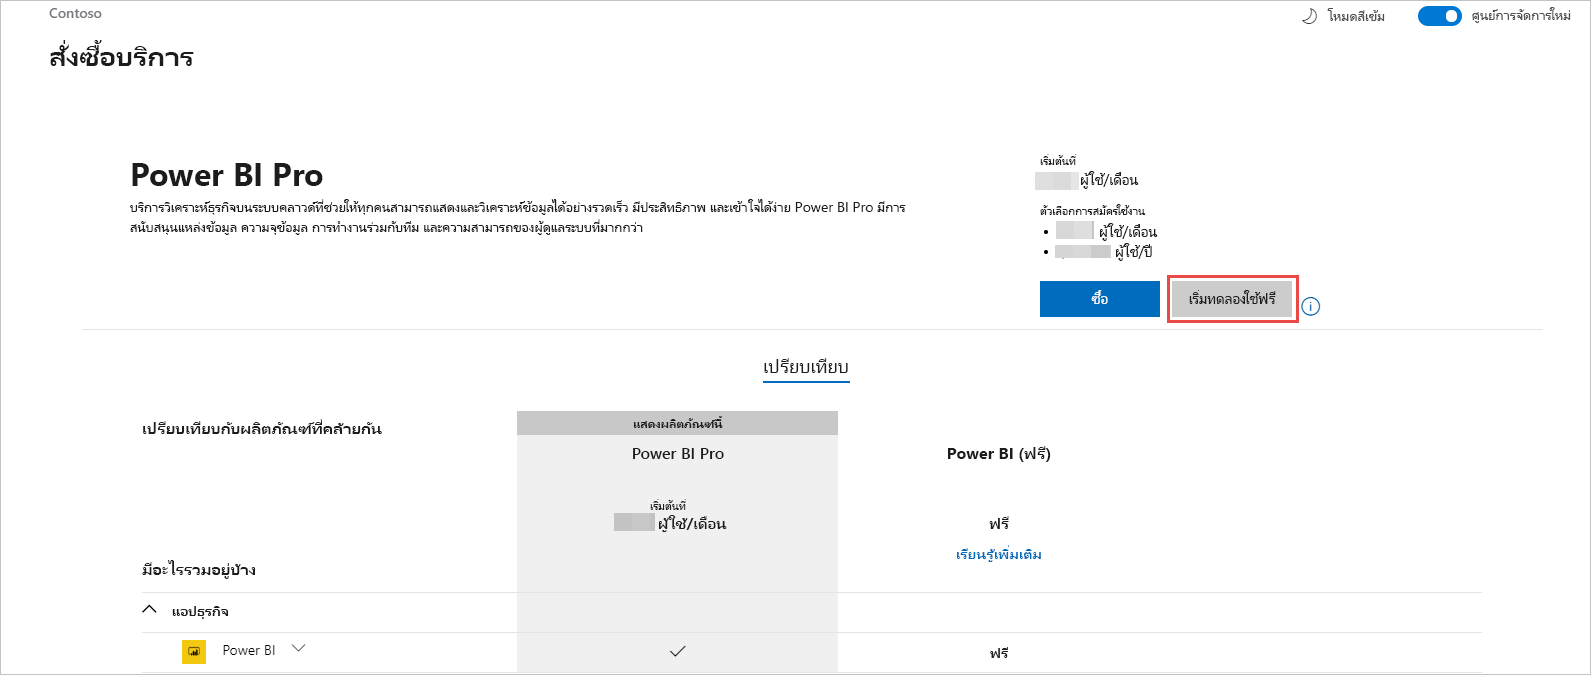 Contoso
โหมดสีเข้ม
ศูนย์การจัดการใหม่
สั่งซื้อบริการ
Power BI Pro
บริการวิเคราะห์ธุรกิจบนระบบคลาวด์ที่ช่วยให้ทุกคนสามารถแสดงและวิเคราะห์ข้อมูลได้อย่างรวดเร็ว มีประสิทธิภาพ และเข้าใจได้ง่าย Power BI Pro มีการ
สนับสนุนแหล่งข้อมูล ความจุข้อมูล การทำงานร่วมกับทีม และความสามารถของผู้ดูแลระบบที่มากกว่า
เริ่มต้นที่
ผู้ใช้/เดือน
ตัวเลือกการสมัครใช้งาน
• ผู้ใช้/เดือน
• ผู้ใช้/ปี
ซื้อ
เริ่มทดลองใช้ฟรี
เปรียบเทียบ
เปรียบเทียบกับผลิตภัณฑ์ที่คล้ายกัน
แสดงผลิตภัณฑ์นี้
Power BI Pro
Power BI (ฟรี)
เริ่มต้นที่
ผู้ใช้/เดือน
ฟรี
เรียนรู้เพิ่มเติม
มีอะไรรวมอยู่บ้าง
แอปธุรกิจ
Power BI
ฟรี